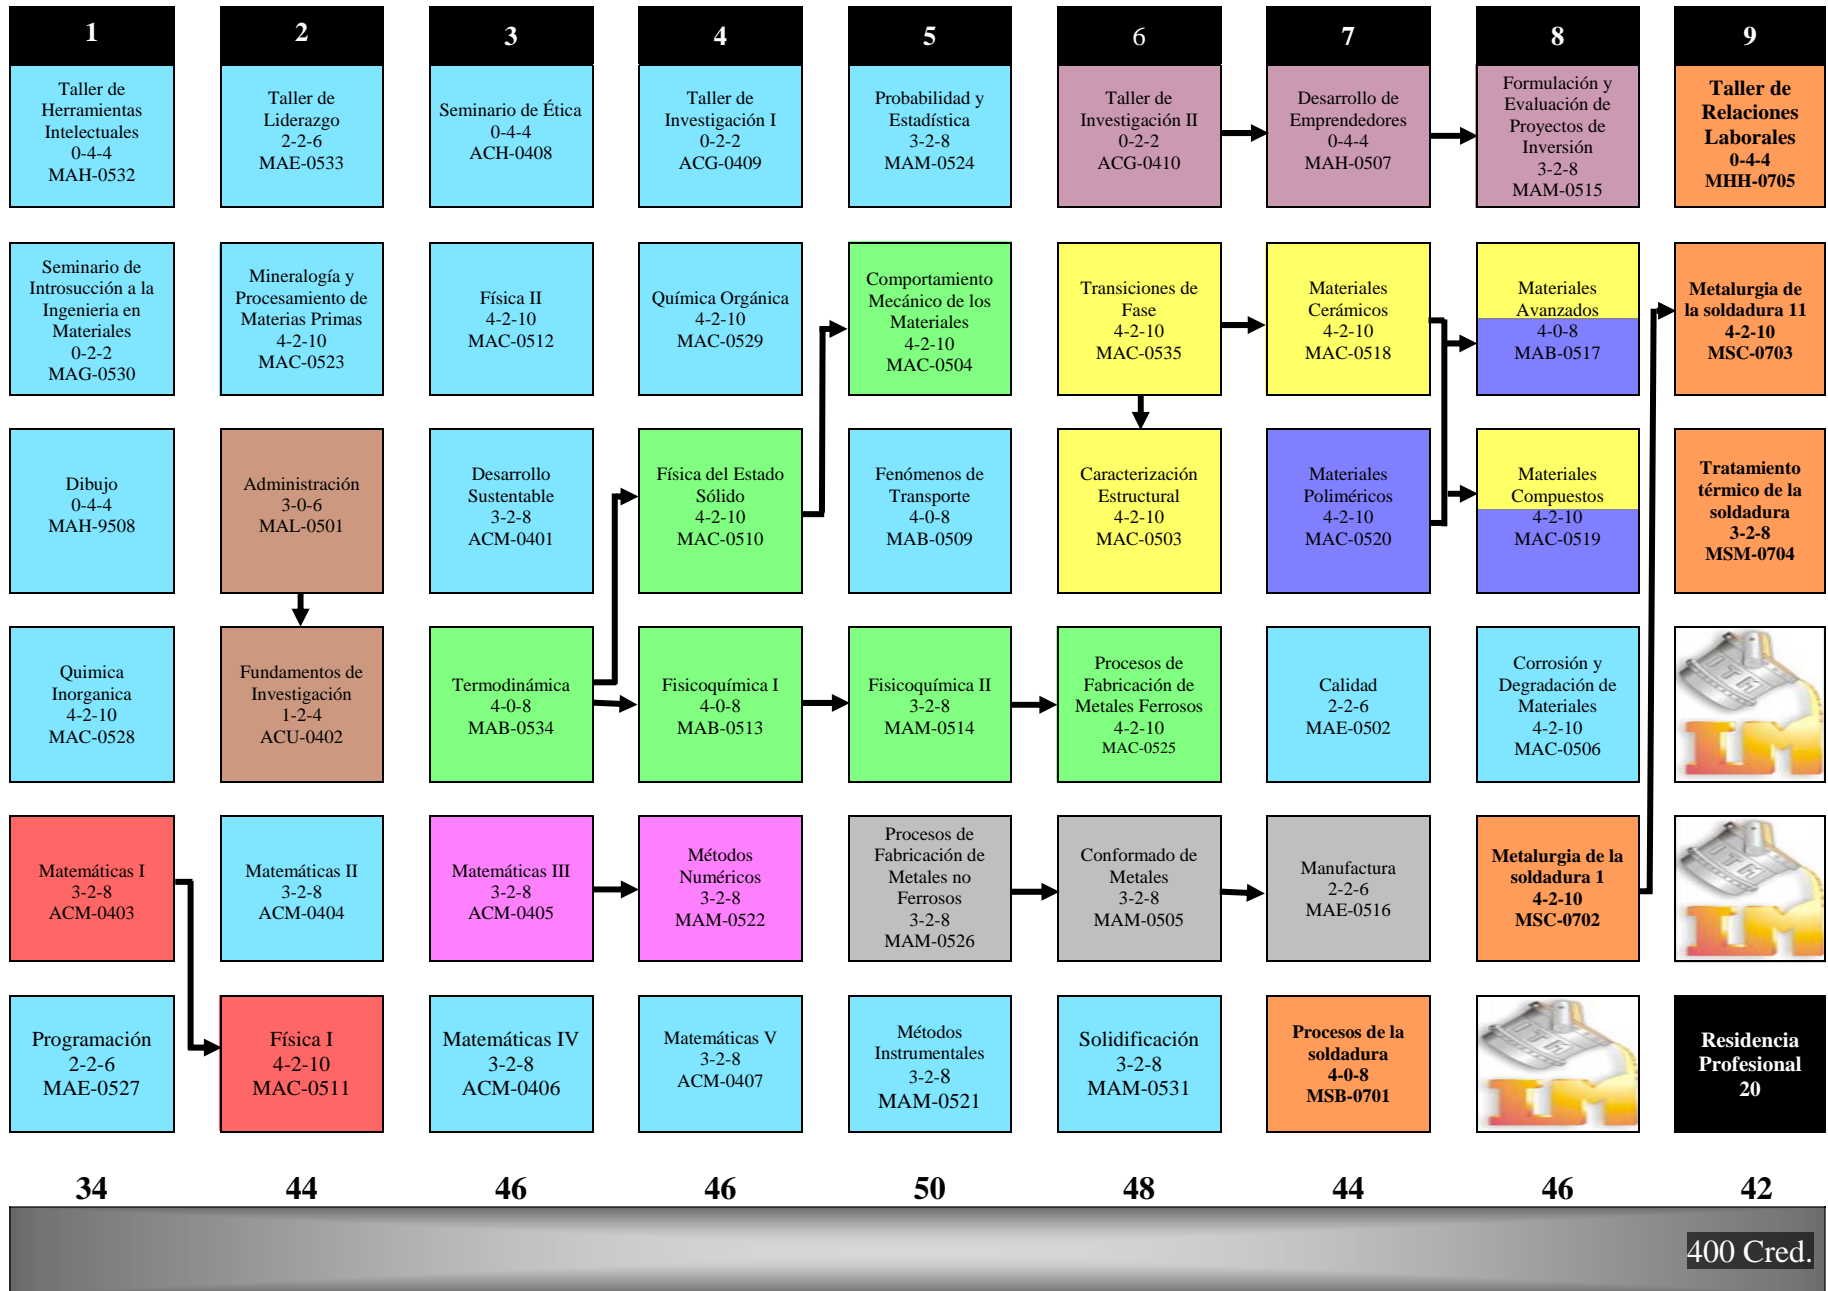 1
2
3
4
5
6
7
8
9
Taller de
Herramientas
Intelectuales
0-4-4
MAH-0532
Taller de
Liderazgo
2-2-6
MAE-0533
Seminario de Ética
0-4-4
ACH-0408
Taller de
Investigación I
0-2-2
ACG-0409
Probabilidad y
Estadística
3-2-8
MAM-0524
Taller de
Investigación II
0-2-2
ACG-0410
Desarrollo de
Emprendedores
0-4-4
MAH-0507
Formulación y
Evaluación de
Proyectos de
Inversión
3-2-8
MAM-0515
Taller de
Relaciones
Laborales
0-4-4
MHH-0705
Seminario de
Introsucción a la
Ingenieria en
Materiales
0-2-2
MAG-0530
Mineralogía y
Procesamiento de
Materias Primas
4-2-10
MAC-0523
Física II
4-2-10
MAC-0512
Química Orgánica
4-2-10
MAC-0529
Comportamiento
Mecánico de los
Materiales
4-2-10
MAC-0504
Transiciones de
Fase
4-2-10
MAC-0535
Materiales
Cerámicos
4-2-10
MAC-0518
Materiales
Avanzados
4-0-8
MAB-0517
Metalurgia de
la soldadura 11
4-2-10
MSC-0703
Dibujo
0-4-4
MAH-9508
Administración
3-0-6
MAL-0501
Desarrollo
Sustentable
3-2-8
ACM-0401
Física del Estado
Sólido
4-2-10
MAC-0510
Fenómenos de
Transporte
4-0-8
MAB-0509
Caracterización
Estructural
4-2-10
MAC-0503
Materiales
Poliméricos
4-2-10
MAC-0520
Materiales
Compuestos
4-2-10
MAC-0519
Tratamiento
térmico de la
soldadura
3-2-8
MSM-0704
Quimica
Inorganica
4-2-10
MAC-0528
Fundamentos de
Investigación
1-2-4
ACU-0402
Termodinámica
4-0-8
MAB-0534
Fisicoquímica I
4-0-8
MAB-0513
Fisicoquímica II
3-2-8
MAM-0514
Procesos de
Fabricación de
Metales Ferrosos
4-2-10
MAC-0525
Calidad
2-2-6
MAE-0502
Corrosión y
Degradación de
Materiales
4-2-10
MAC-0506
ITM
IM
Matemáticas I
3-2-8
ACM-0403
Matemáticas II
3-2-8
ACM-0404
Matemáticas III
3-2-8
ACM-0405
Métodos
Numéricos
3-2-8
MAM-0522
Procesos de
Fabricación de
Metales no
Ferrosos
3-2-8
MAM-0526
Conformado de
Metales
3-2-8
MAM-0505
Manufactura
2-2-6
MAE-0516
Metalurgia de la
soldadura 1
4-2-10
MSC-0702
ITM
IM
Programación
2-2-6
MAE-0527
Física I
4-2-10
MAC-0511
Matemáticas IV
3-2-8
ACM-0406
Matemáticas V
3-2-8
ACM-0407
Métodos
Instrumentales
3-2-8
MAM-0521
Solidificación
3-2-8
MAM-0531
Procesos de la
soldadura
4-0-8
MSB-0701
ITM
IM
Residencia
Profesional
20
34
44
46
46
50
48
44
46
42
400 Cred.